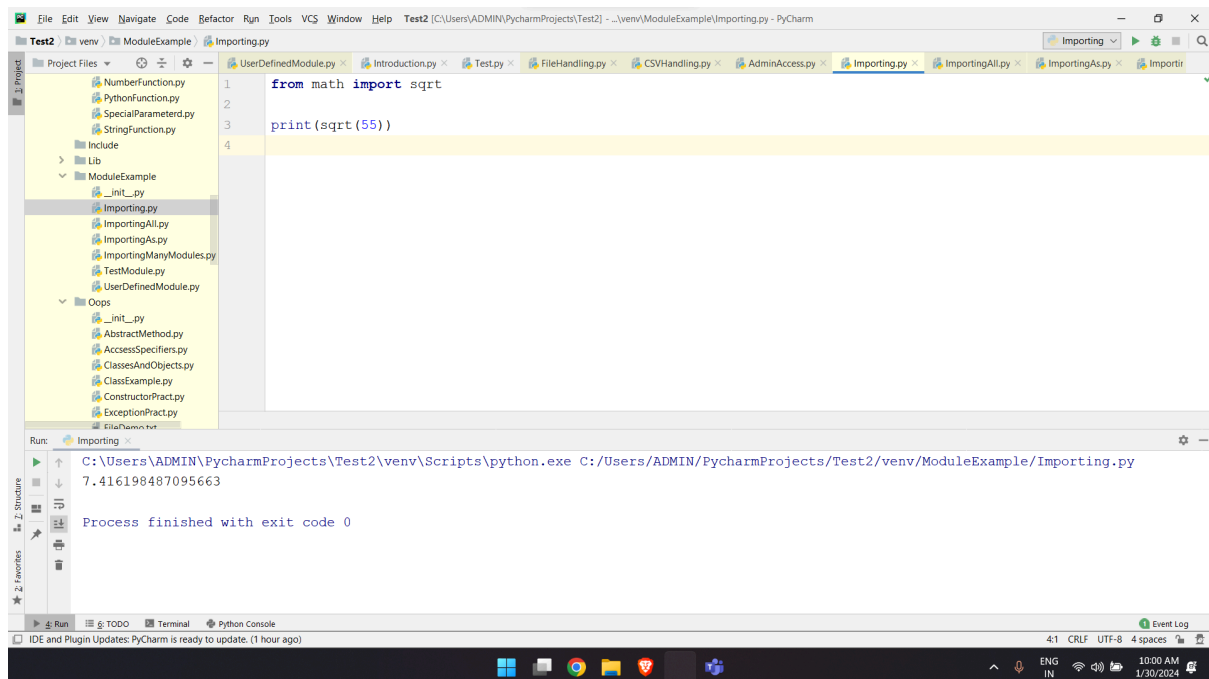 File Edit View Navigate Code Refactor Run Tools VCS Window Help Test2 [C:\Users\ADMIN\PycharmProjects\Test2] - ...\venv\ModuleExample\Importing.py - PyCharm
Test2 venv ModuleExample Importing.py Importing
1: Project
Project Files UserDefinedModule.py Introduction.py Test.py FileHandling.py CSVHandling.py AdminAccess.py Importing.py ImportingAll.py ImportingAs.py Importin
NumberFunction.py
PythonFunction.py
SpecialParameterd.py
StringFunction.py
Include
Lib
ModuleExample
__init__.py
Importing.py
ImportingAll.py
ImportingAs.py
ImportingManyModules.py
TestModule.py
UserDefinedModule.py
Oops
__init__.py
AbstractMethod.py
AccsessSpecifiers.py
ClassesAndObjects.py
ClassExample.py
ConstructorPract.py
ExceptionPract.py
FileDemo.txt
1 from math import sqrt
2
3 print(sqrt(55))
4
Run: Importing
C:\Users\ADMIN\PycharmProjects\Test2\venv\Scripts\python.exe C:/Users/ADMIN/PycharmProjects/Test2/venv/ModuleExample/Importing.py
7.416198487095663
Process finished with exit code 0
Z: Structure
2: Favorites
4: Run 6: TODO Terminal Python Console 1 Event Log
IDE and Plugin Updates: PyCharm is ready to update. (1 hour ago) 4:1 CRLF UTF-8 4 spaces
ENG
IN
10:00 AM
1/30/2024